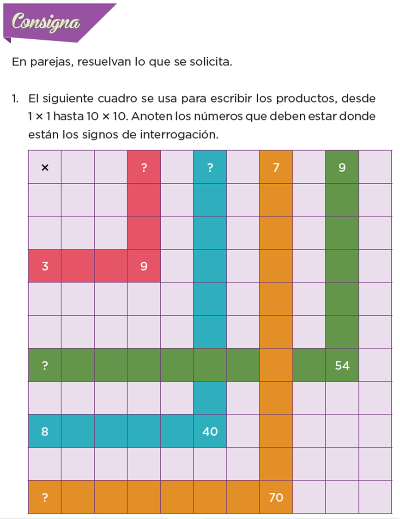 Consigna
En parejas, resuelvan lo que se solicita.
1. El siguiente cuadro se usa para escribir los productos, desde
1 × 1 hasta 10 × 10. Anoten los números que deben estar donde
están los signos de interrogación.
× ? ? 7 9
3 9
? 54
8 40
? 70